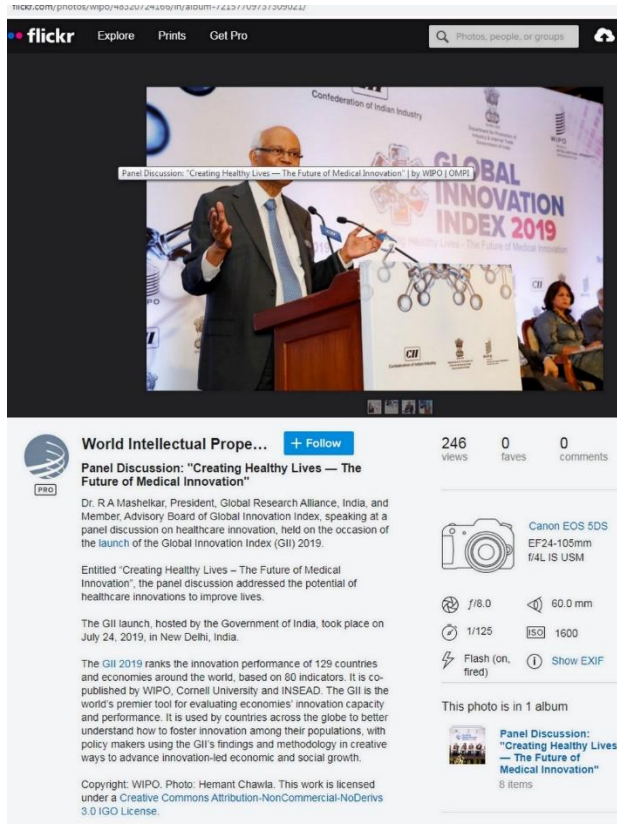 flickr.com/photos/wipo/48320724166/in/album-72157709737309021/
flickr
Explore
Prints
Get Pro
Photos, people, or groups
Confederation of Indian Industry
WIPO
Panel Discussion: "Creating Healthy Lives — The Future of Medical Innovation" | by WIPO | OMPI
GLOBAL
INNOVATION
INDEX 2019
Healthy Lives - The Future of Medical Innovation
CII
CII
World Intellectual Prope...
+ Follow
PRO
Panel Discussion: "Creating Healthy Lives — The
Future of Medical Innovation"
Dr. R A Mashelkar, President, Global Research Alliance, India, and
Member, Advisory Board of Global Innovation Index, speaking at a
panel discussion on healthcare innovation, held on the occasion of
the launch of the Global Innovation Index (GII) 2019.
Entitled “Creating Healthy Lives – The Future of Medical
Innovation”, the panel discussion addressed the potential of
healthcare innovations to improve lives.
The GII launch, hosted by the Government of India, took place on
July 24, 2019, in New Delhi, India.
The GII 2019 ranks the innovation performance of 129 countries
and economies around the world, based on 80 indicators. It is co-
published by WIPO, Cornell University and INSEAD. The GII is the
world's premier tool for evaluating economies' innovation capacity
and performance. It is used by countries across the globe to better
understand how to foster innovation among their populations, with
policy makers using the GII's findings and methodology in creative
ways to advance innovation-led economic and social growth.
Copyright: WIPO. Photo: Hemant Chawla. This work is licensed
under a Creative Commons Attribution-NonCommercial-NoDerivs
3.0 IGO License.
246 0 0
views faves comments
Canon EOS 5DS
EF24-105mm
f/4L IS USM
ƒ/8.0 60.0 mm
1/125 ISO 1600
Flash (on,
fired)
Show EXIF
This photo is in 1 album
Panel Discussion:
"Creating Healthy Lives
— The Future of
Medical Innovation"
8 items